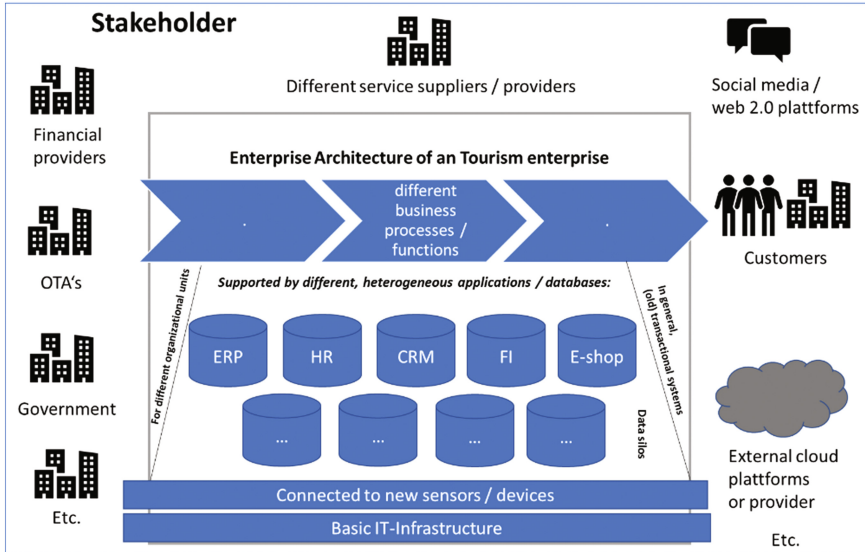 Stakeholder
Different service suppliers / providers
Social media /
web 2.0 plattforms
Financial
providers
OTA‘s
Government
Etc.
Enterprise Architecture of an Tourism enterprise
.
different
business
processes /
functions
.
Supported by different, heterogeneous applications / databases:
For different organizational units
In general,
(old) transactional systems
ERP
HR
CRM
FI
E-shop
...
...
...
...
Data silos
Connected to new sensors / devices
Basic IT-Infrastructure
Customers
External cloud
plattforms
or provider
Etc.